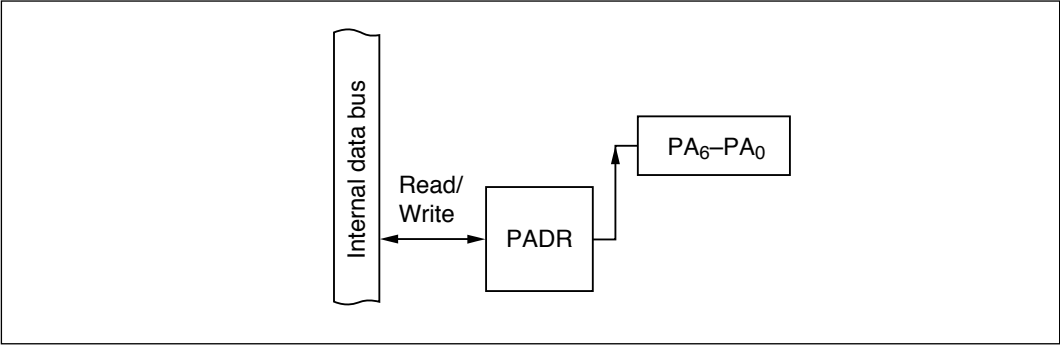 Internal data bus
Read/
Write
PADR
PA6–PA0